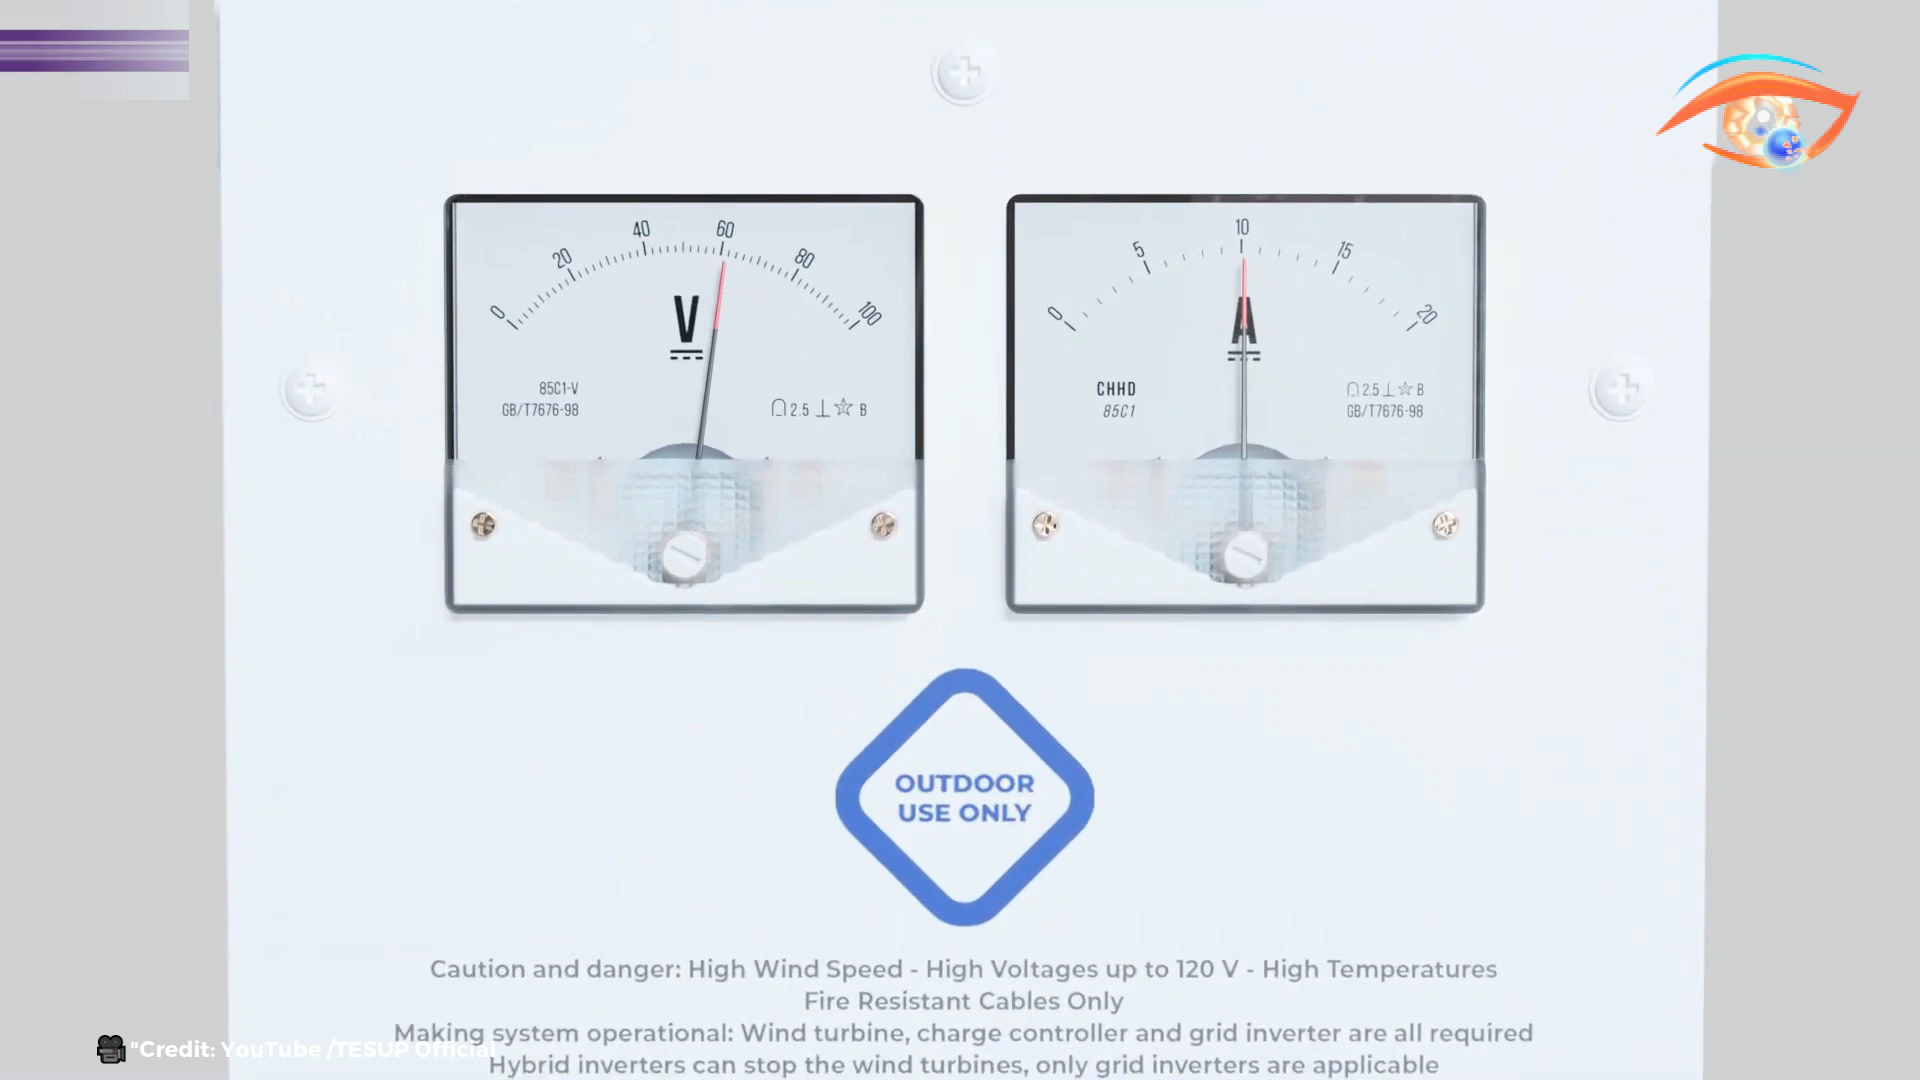 0 20 40 60 80 100
V
85C1-V
GB/T7676-98
2.5 B
0 5 10 15 20
A
CHHD
85C1
2.5 B
GB/T7676-98
OUTDOOR
USE ONLY
Caution and danger: High Wind Speed - High Voltages up to 120 V - High Temperatures
Fire Resistant Cables Only
Making system operational: Wind turbine, charge controller and grid inverter are all required
Hybrid inverters can stop the wind turbines, only grid inverters are applicable
"Credit: YouTube /TESUP Official